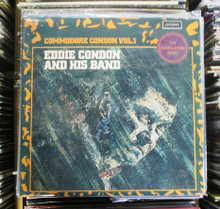 COMMODORE CONDON VOL.1
EDDIE CONDON
AND HIS BAND